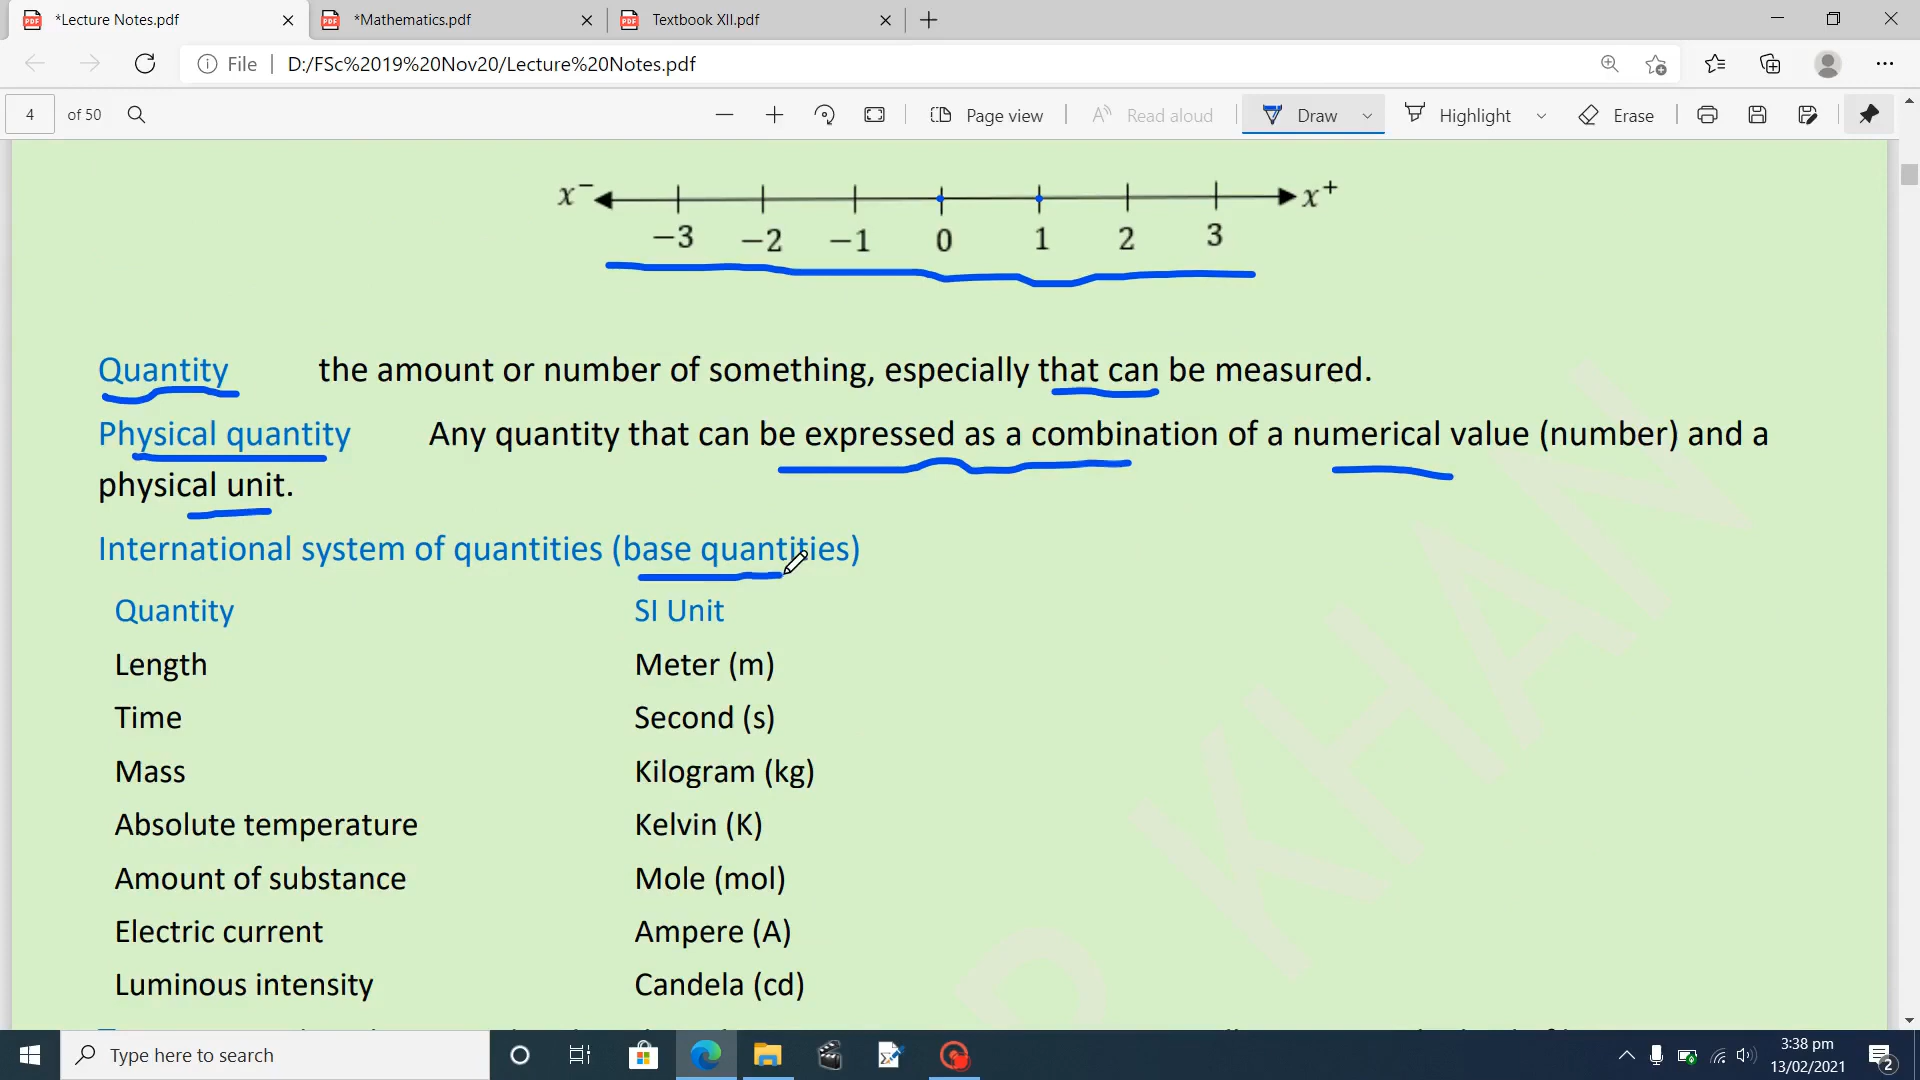 *Lecture Notes.pdf
*Mathematics.pdf
Textbook XII.pdf
File
D:/FSc%2019%20Nov20/Lecture%20Notes.pdf
4 of 50
Page view
Read aloud
Draw
Highlight
Erase
x⁻
x⁺
−3 −2 −1 0 1 2 3
Quantity the amount or number of something, especially that can be measured.
Physical quantity Any quantity that can be expressed as a combination of a numerical value (number) and a
physical unit.
International system of quantities (base quantities)
Quantity SI Unit
Length Meter (m)
Time Second (s)
Mass Kilogram (kg)
Absolute temperature Kelvin (K)
Amount of substance Mole (mol)
Electric current Ampere (A)
Luminous intensity Candela (cd)
KHAN
Type here to search
3:38 pm
13/02/2021
2